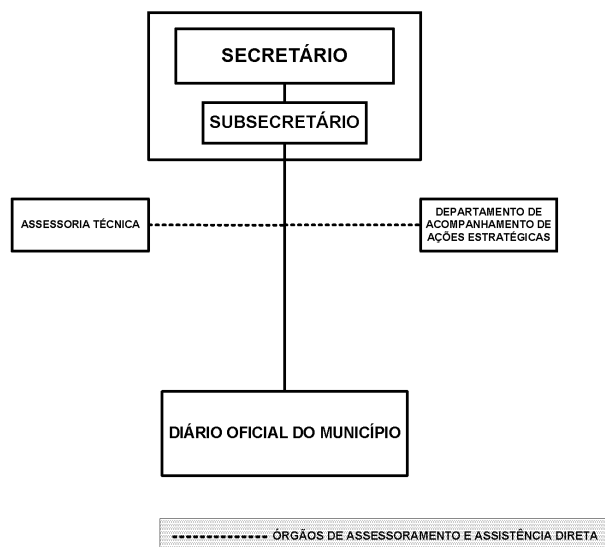 SECRETÁRIO
SUBSECRETÁRIO
ASSESSORIA TÉCNICA
DEPARTAMENTO DE
ACOMPANHAMENTO DE
AÇÕES ESTRATÉGICAS
DIÁRIO OFICIAL DO MUNICÍPIO
ÓRGÃOS DE ASSESSORAMENTO E ASSISTÊNCIA DIRETA